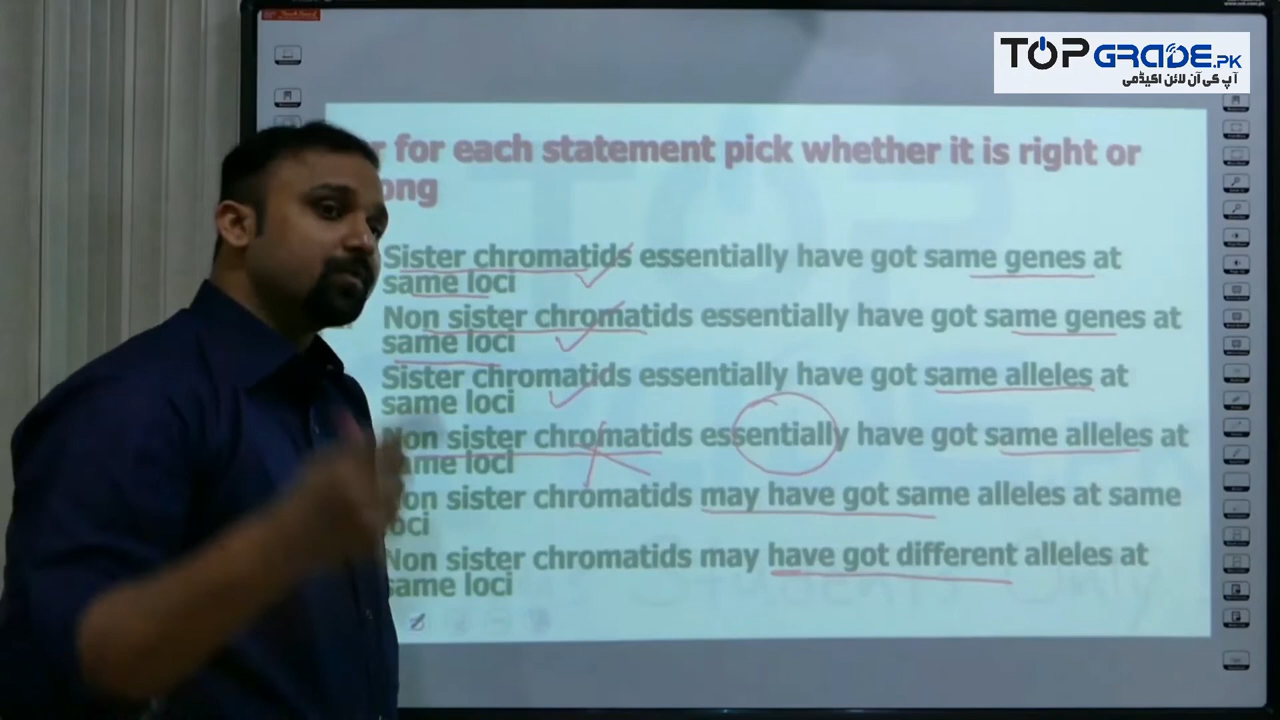 TOPGRADE.PK
آپ کی آن لائن اکیڈمی
for each statement pick whether it is right or
Sister chromatids essentially have got same genes at
same loci
Non sister chromatids essentially have got same genes at
same loci
Sister chromatids essentially have got same alleles at
same loci
Non sister chromatids essentially have got same alleles at
same loci
Non sister chromatids may have got same alleles at same
loci
Non sister chromatids may have got different alleles at
same loci